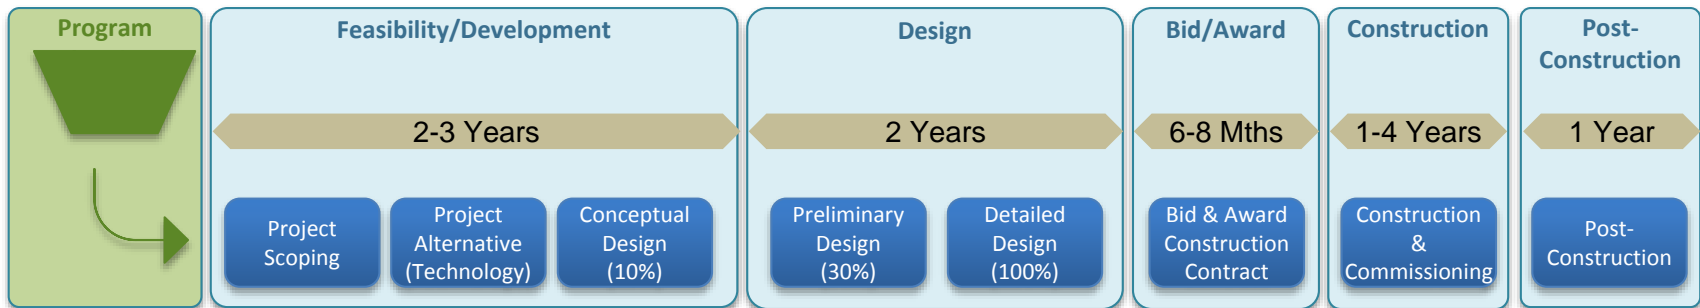 Program
Feasibility/Development
Design
Bid/Award
Construction
Post-
Construction
2-3 Years
2 Years
6-8 Mths
1-4 Years
1 Year
Project
Scoping
Project
Alternative
(Technology)
Conceptual
Design
(10%)
Preliminary
Design
(30%)
Detailed
Design
(100%)
Bid & Award
Construction
Contract
Construction
&
Commissioning
Post-
Construction